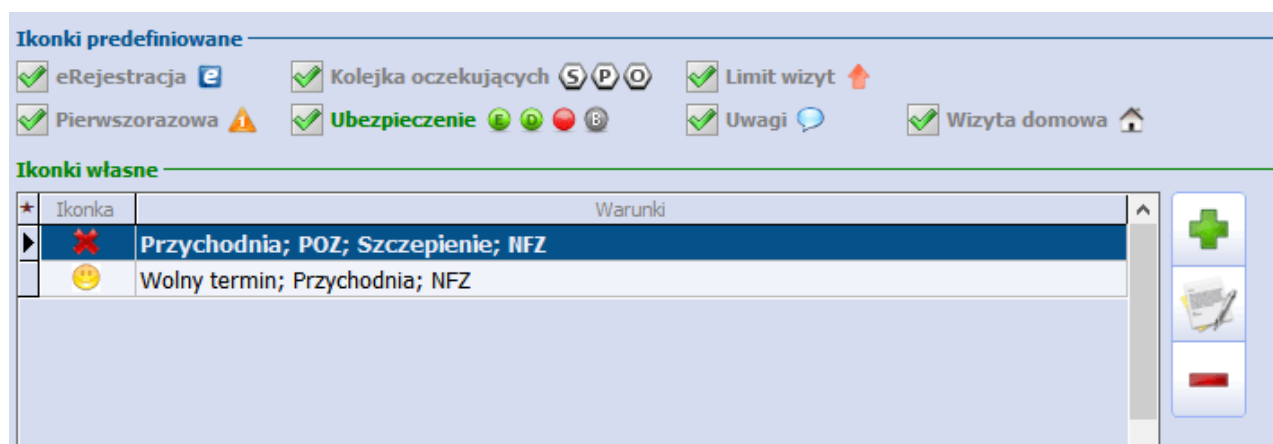 Ikonki predefiniowane
eRejestracja e Kolejka oczekujących S P O Limit wizyt
Pierwszorazowa 1 Ubezpieczenie E D B Uwagi Wizyta domowa
Ikonki własne
Ikonka Warunki
Przychodnia; POZ; Szczepienie; NFZ
Wolny termin; Przychodnia; NFZ